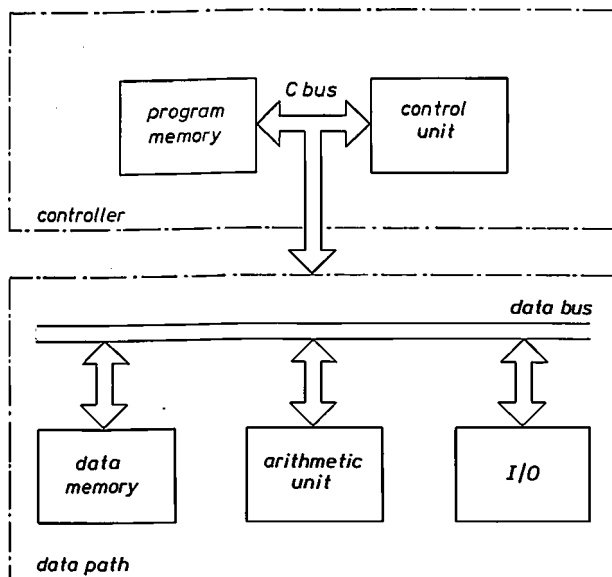 C bus
program
memory
control
unit
controller
data bus
data
memory
arithmetic
unit
I/O
data path